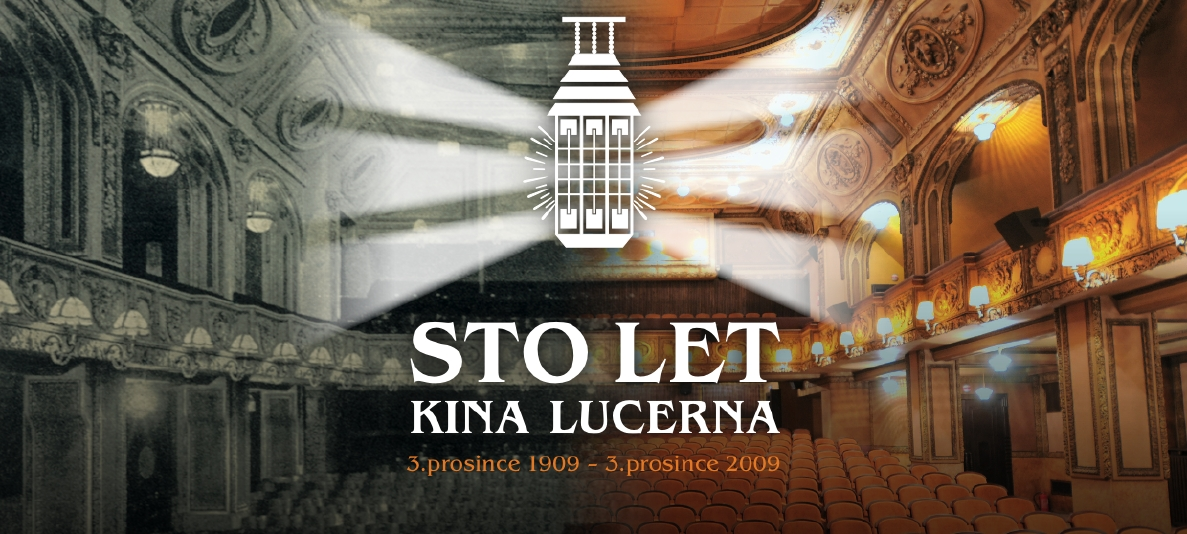 STO LET
KINA LUCERNA
3.prosince 1909 - 3.prosince 2009